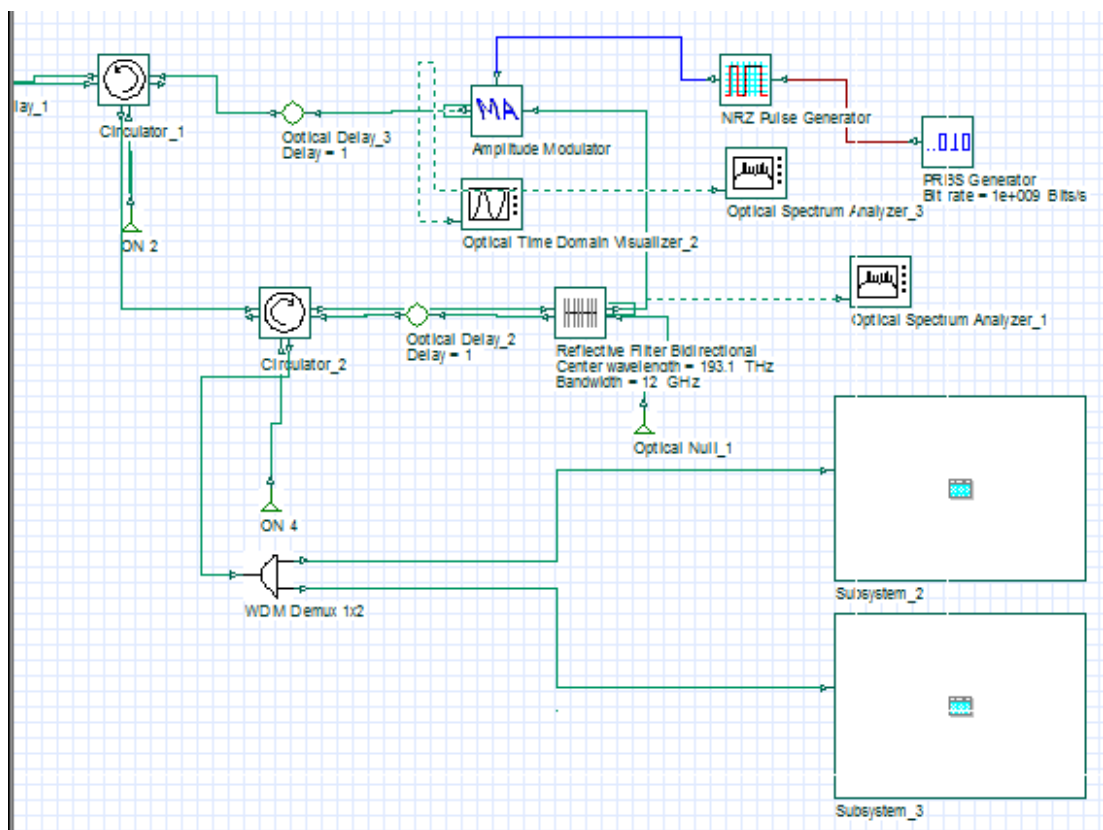 lay_1
Circulator_1
Optical Delay_3
Delay = 1
MA
Amplitude Modulator
NRZ Pulse Generator
..010
PRBS Generator
Bit rate = 1e+009 Bits/s
Optical Spectrum Analyzer_3
ON 2
Optical Time Domain Visualizer_2
Optical Spectrum Analyzer_1
Circulator_2
Optical Delay_2
Delay = 1
Reflective Filter Bidirectional
Center wavelength = 193.1 THz
Bandwidth = 12 GHz
Optical Null_1
ON 4
WDM Demux 1x2
Subsystem_2
Subsystem_3